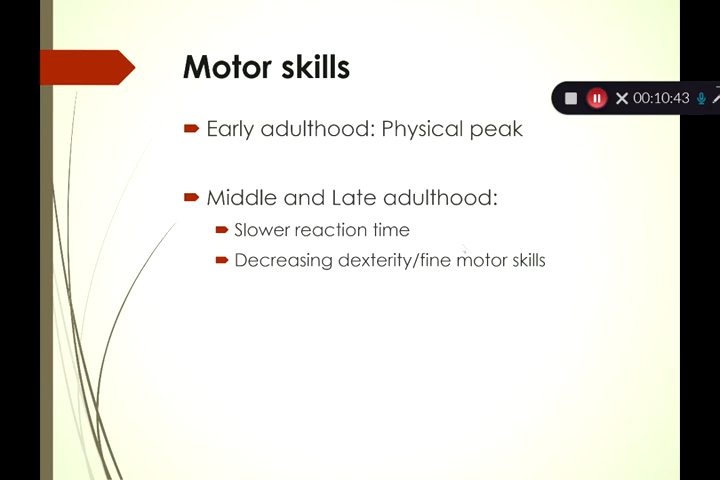 Motor skills
00:10:43
Early adulthood: Physical peak
Middle and Late adulthood:
Slower reaction time
Decreasing dexterity/fine motor skills